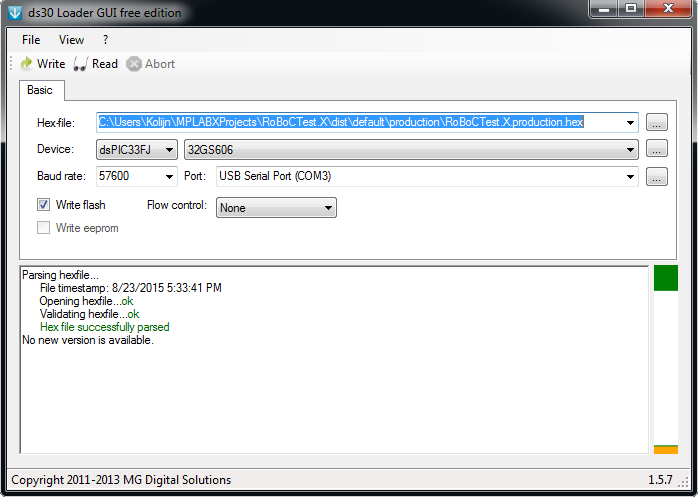 ds30 Loader GUI free edition
File View ?
Write Read Abort
Basic
Hex-file: C:\Users\Kolijn\MPLABXProjects\RoBoCTest.X\dist\default\production\RoBoCTest.X.production.hex ...
Device: dsPIC33FJ 32GS606 ...
Baud rate: 57600 Port: USB Serial Port (COM3) ...
Write flash Flow control: None
Write eeprom
Parsing hexfile...
File timestamp: 8/23/2015 5:33:41 PM
Opening hexfile...ok
Validating hexfile...ok
Hex file successfully parsed
No new version is available.
Copyright 2011-2013 MG Digital Solutions 1.5.7